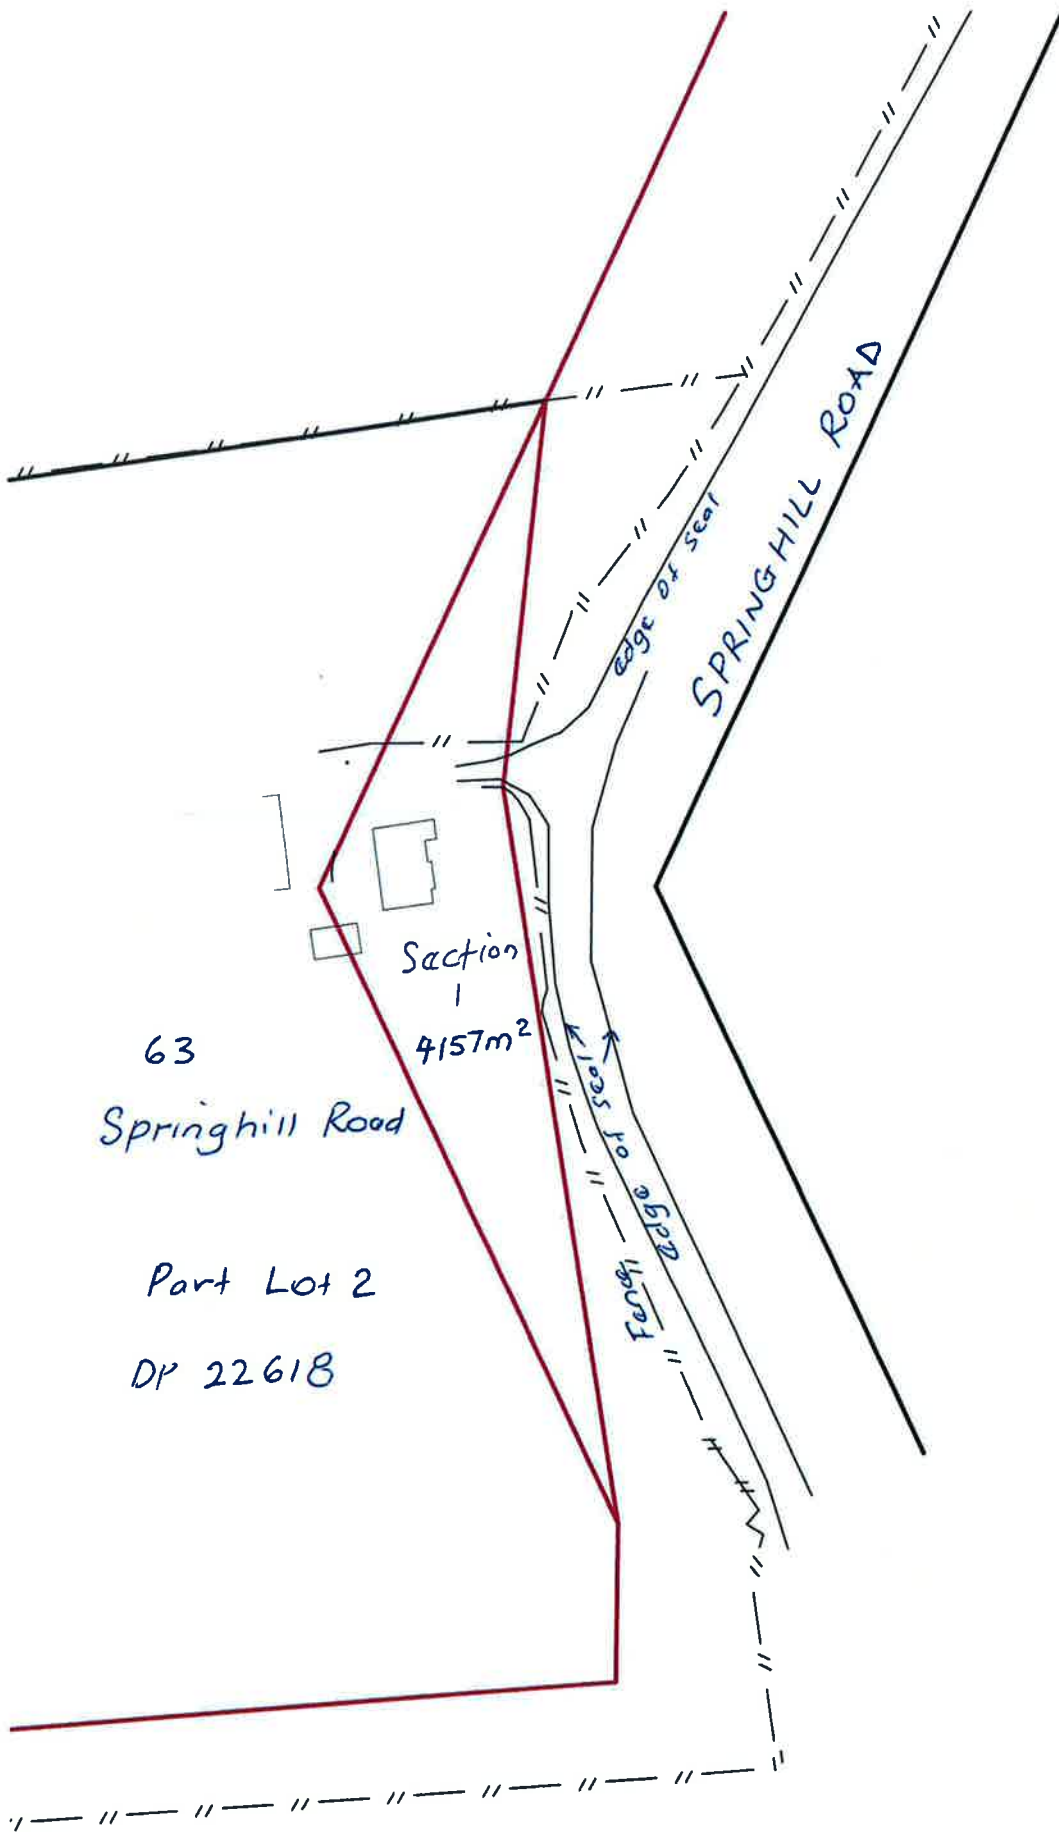 SPRINGHILL ROAD
edge of seal
Section
1
4157m²
63
Springhill Road
edge of seal
Fence
Part Lot 2
DP 22618